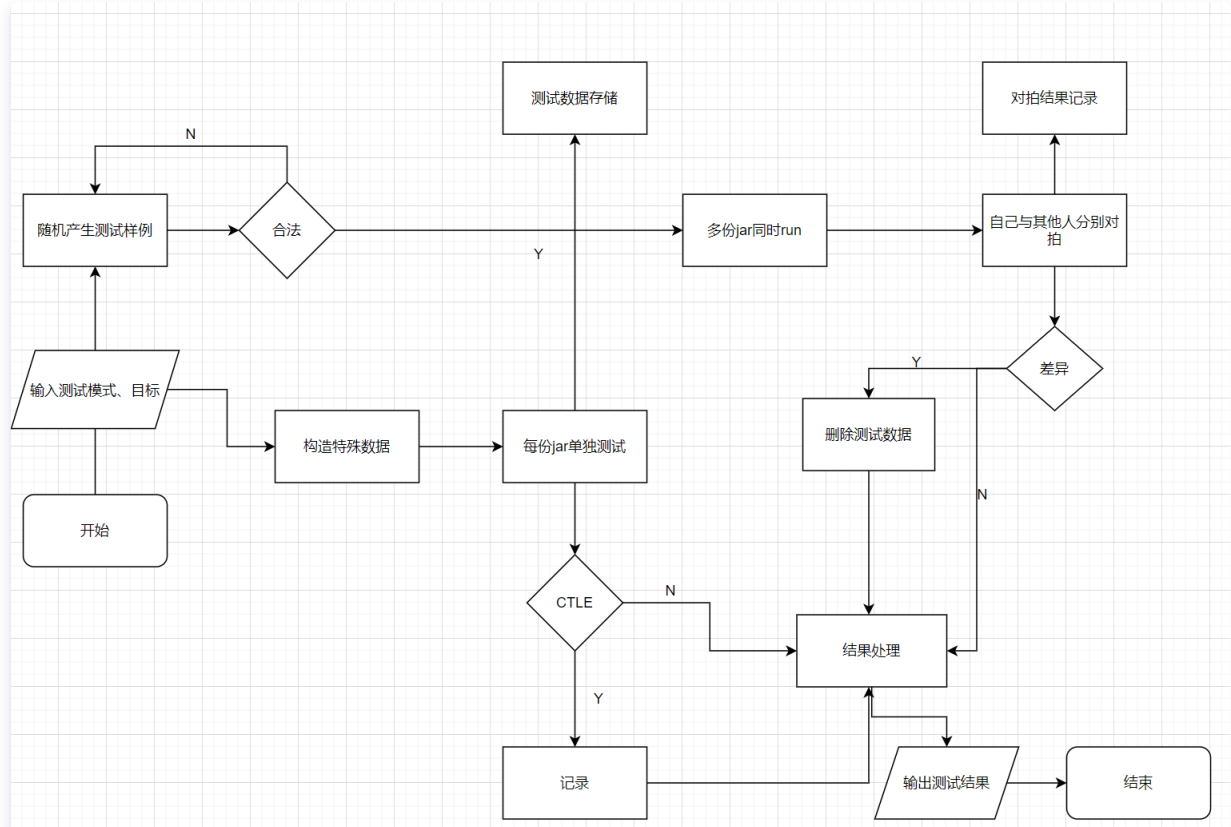 测试数据存储
对拍结果记录
N
随机产生测试样例
合法
多份jar同时run
自己与其他人分别对
拍
Y
输入测试模式、目标
Y
差异
构造特殊数据
每份jar单独测试
删除测试数据
N
开始
CTLE
N
结果处理
Y
记录
输出测试结果
结束